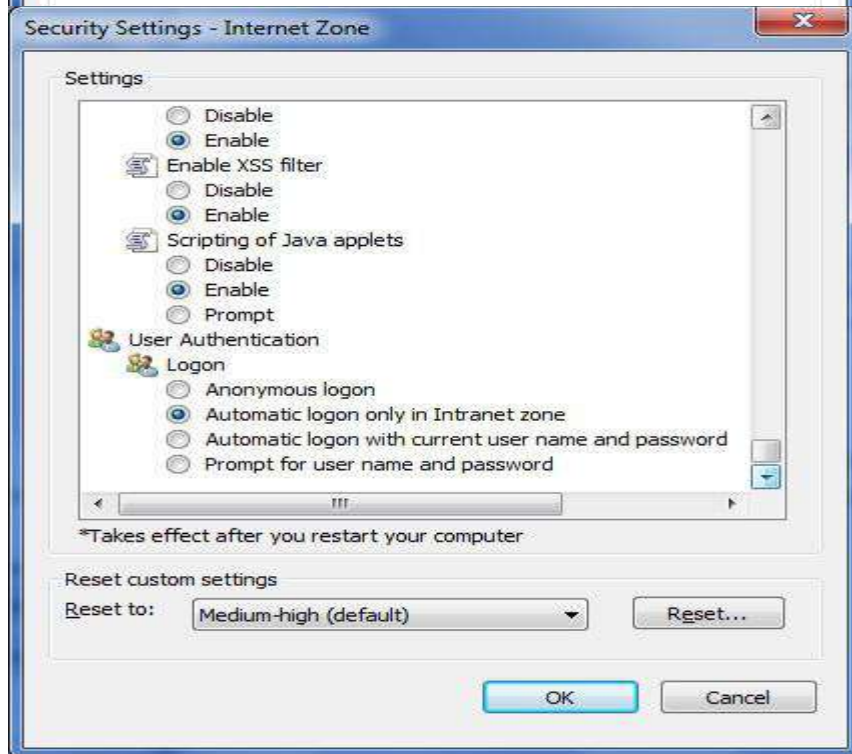 Security Settings - Internet Zone
Settings
Disable
Enable
Enable XSS filter
Disable
Enable
Scripting of Java applets
Disable
Enable
Prompt
User Authentication
Logon
Anonymous logon
Automatic logon only in Intranet zone
Automatic logon with current user name and password
Prompt for user name and password
*Takes effect after you restart your computer
Reset custom settings
Reset to: Medium-high (default) Reset...
OK Cancel